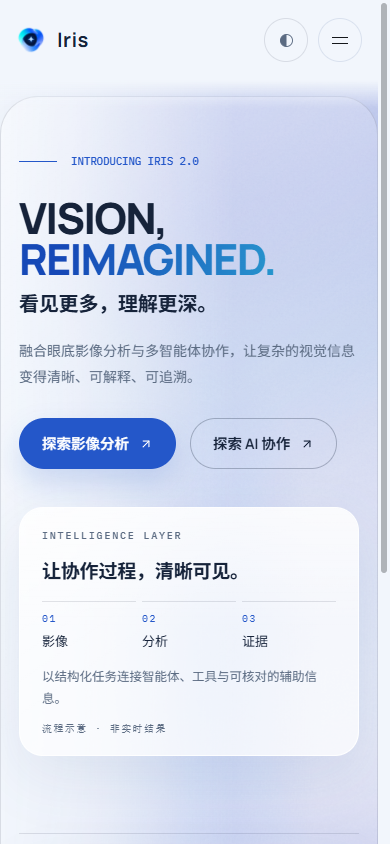 Iris
INTRODUCING IRIS 2.0
VISION,
REIMAGINED.
看见更多，理解更深。
融合眼底影像分析与多智能体协作，让复杂的视觉信息
变得清晰、可解释、可追溯。
探索影像分析
探索 AI 协作
INTELLIGENCE LAYER
让协作过程，清晰可见。
01 02 03
影像 分析 证据
以结构化任务连接智能体、工具与可核对的辅助信
息。
流程示意 · 非实时结果